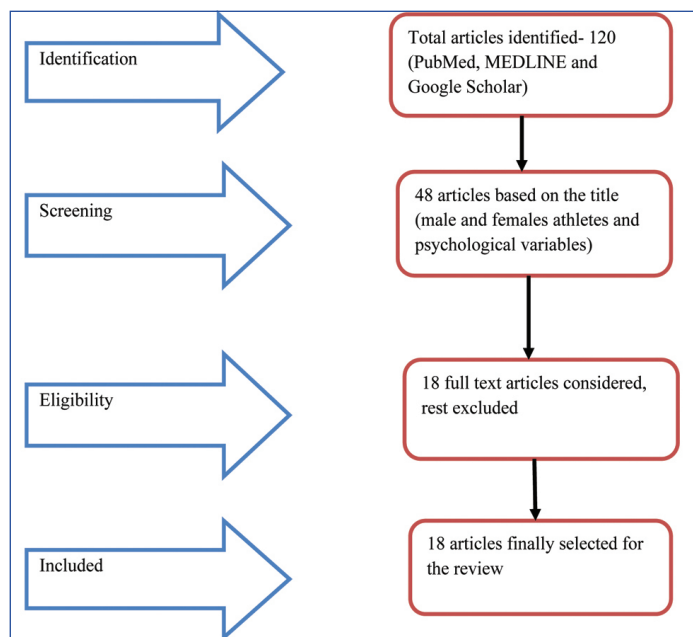 Identification
Total articles identified- 120
(PubMed, MEDLINE and
Google Scholar)
Screening
48 articles based on the title
(male and females athletes and
psychological variables)
Eligibility
18 full text articles considered,
rest excluded
Included
18 articles finally selected for
the review